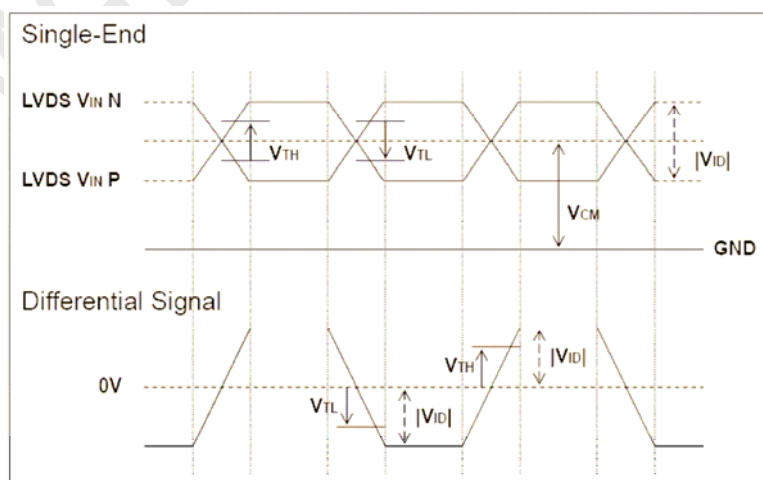 Single-End
LVDS VIN N
VTH
VTL
|VID|
LVDS VIN P
VCM
GND
Differential Signal
VTH
|VID|
0V
VTL
|VID|